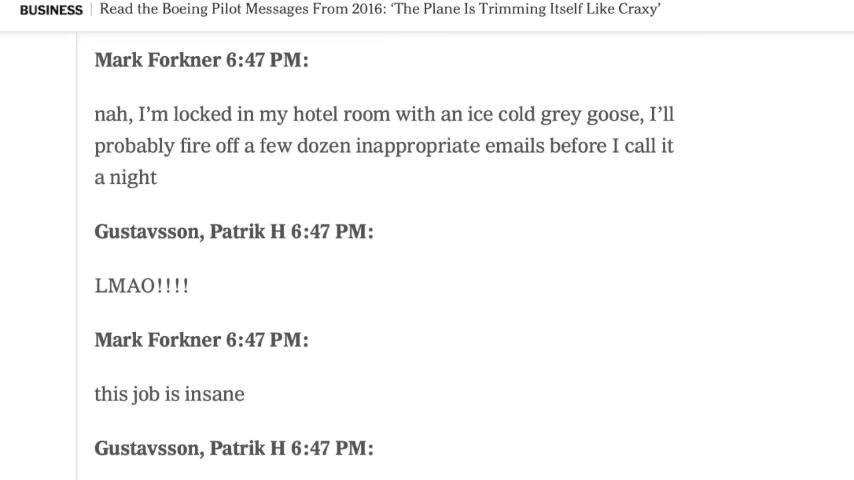 BUSINESS | Read the Boeing Pilot Messages From 2016: ‘The Plane Is Trimming Itself Like Craxy’
Mark Forkner 6:47 PM:
nah, I’m locked in my hotel room with an ice cold grey goose, I’ll
probably fire off a few dozen inappropriate emails before I call it
a night
Gustavsson, Patrik H 6:47 PM:
LMAO!!!!
Mark Forkner 6:47 PM:
this job is insane
Gustavsson, Patrik H 6:47 PM: